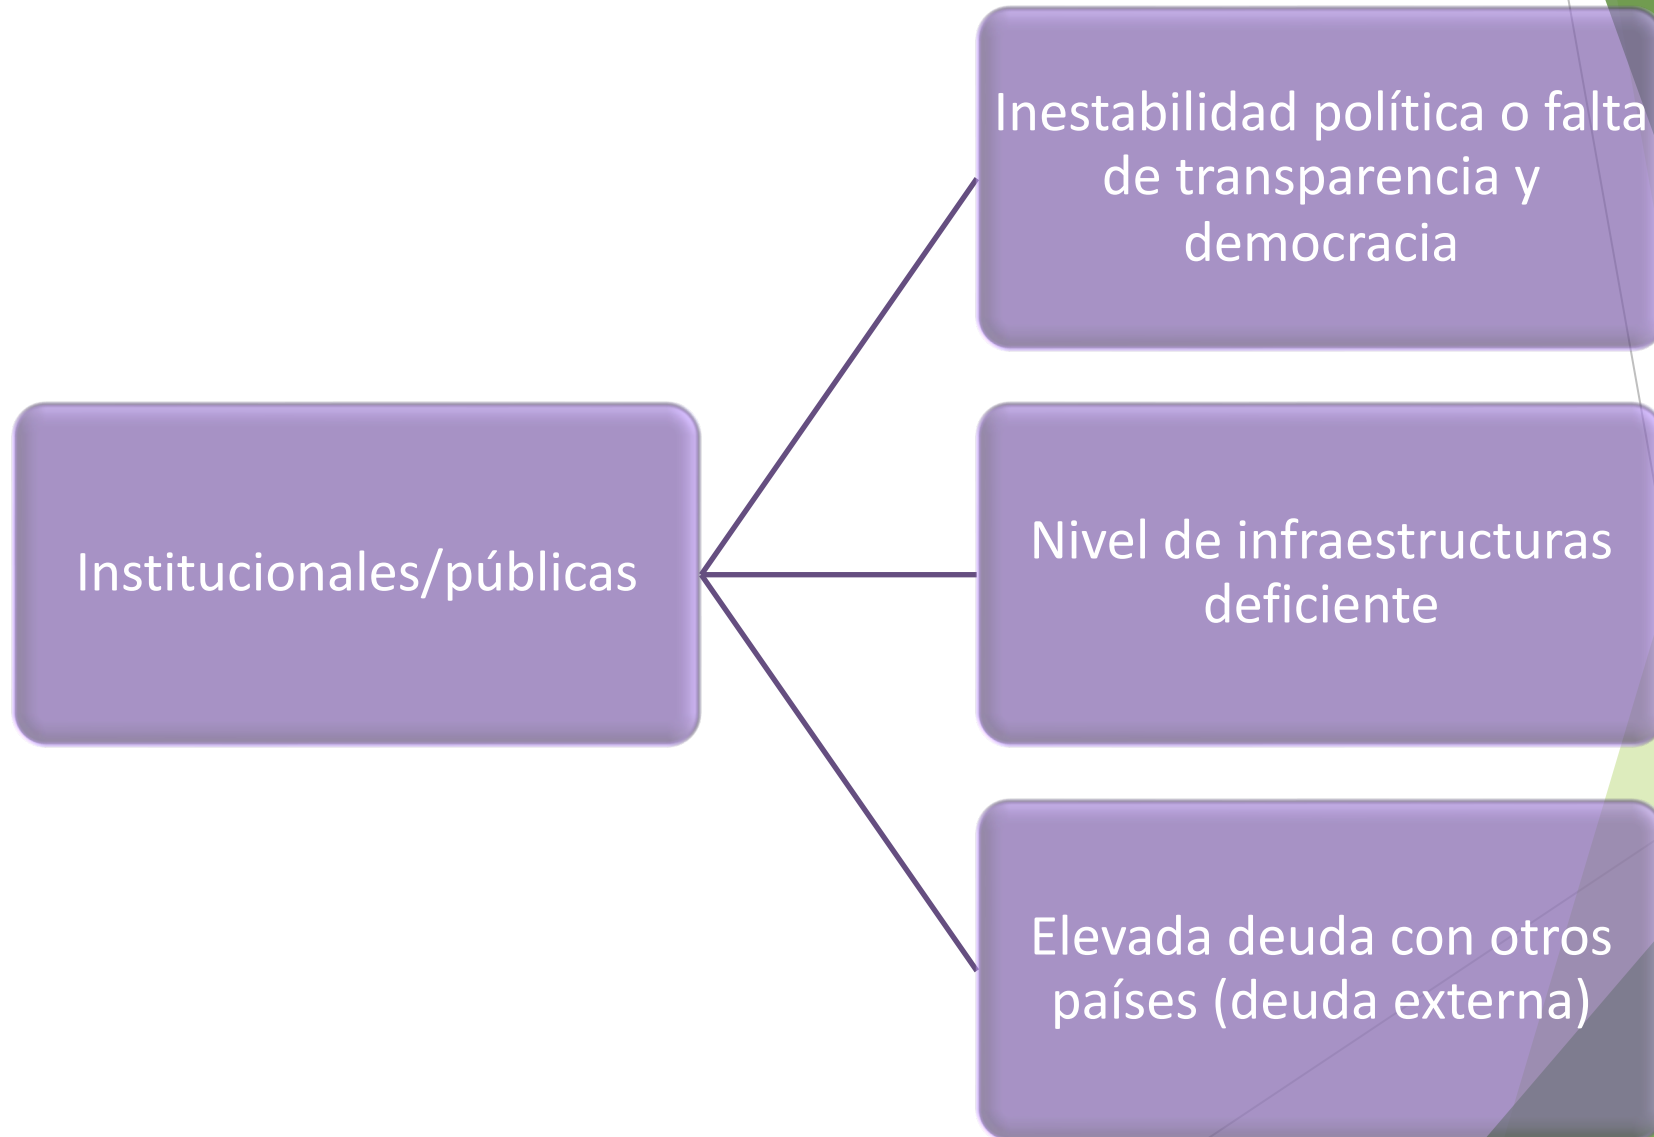 Inestabilidad política o falta
de transparencia y
democracia
Institucionales/públicas
Nivel de infraestructuras
deficiente
Elevada deuda con otros
países (deuda externa)